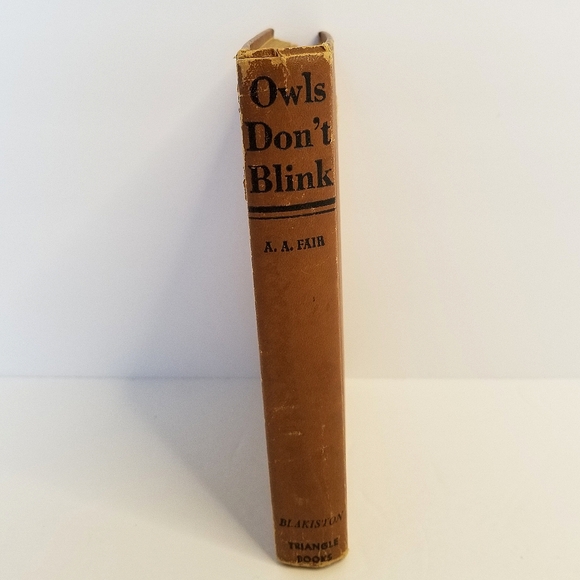 Owls
Don't
Blink
A. A. FAIR
BLAKISTON
TRIANGLE
BOOKS